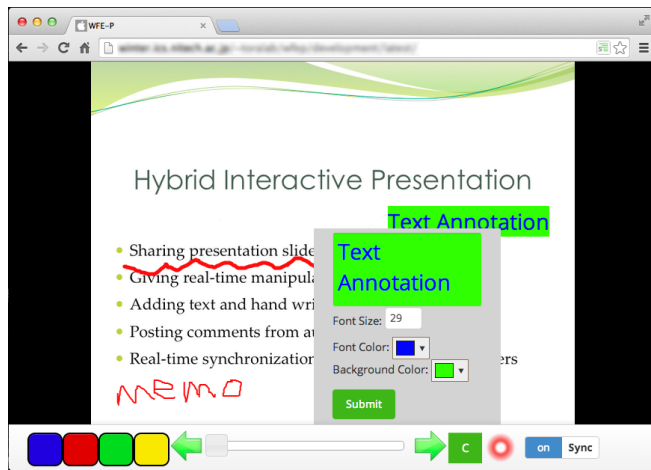 WFE-P
Hybrid Interactive Presentation
Text Annotation
Sharing presentation slide
Giving real-time manipula
Adding text and hand wri
Posting comments from au
Real-time synchronization
ers
MEMO
Text
Annotation
Font Size: 29
Font Color:
Background Color:
Submit
C
on Sync